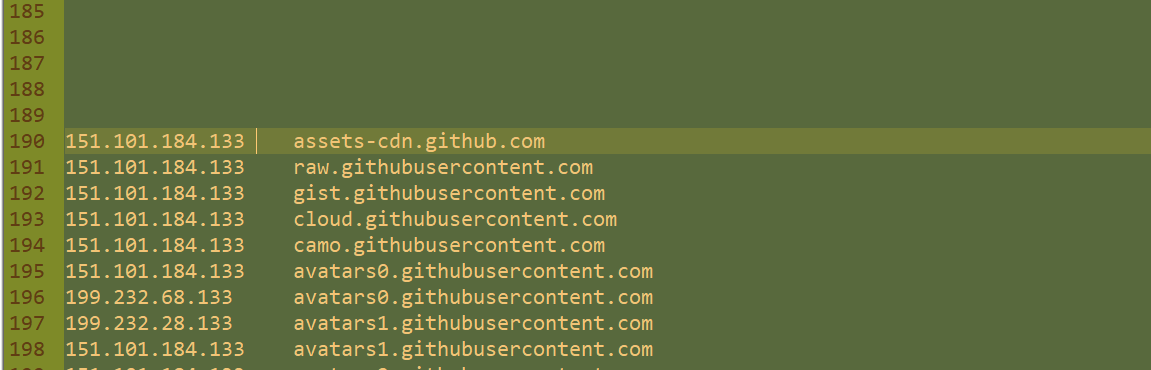 185
186
187
188
189
190 151.101.184.133 assets-cdn.github.com
191 151.101.184.133 raw.githubusercontent.com
192 151.101.184.133 gist.githubusercontent.com
193 151.101.184.133 cloud.githubusercontent.com
194 151.101.184.133 camo.githubusercontent.com
195 151.101.184.133 avatars0.githubusercontent.com
196 199.232.68.133 avatars0.githubusercontent.com
197 199.232.28.133 avatars1.githubusercontent.com
198 151.101.184.133 avatars1.githubusercontent.com